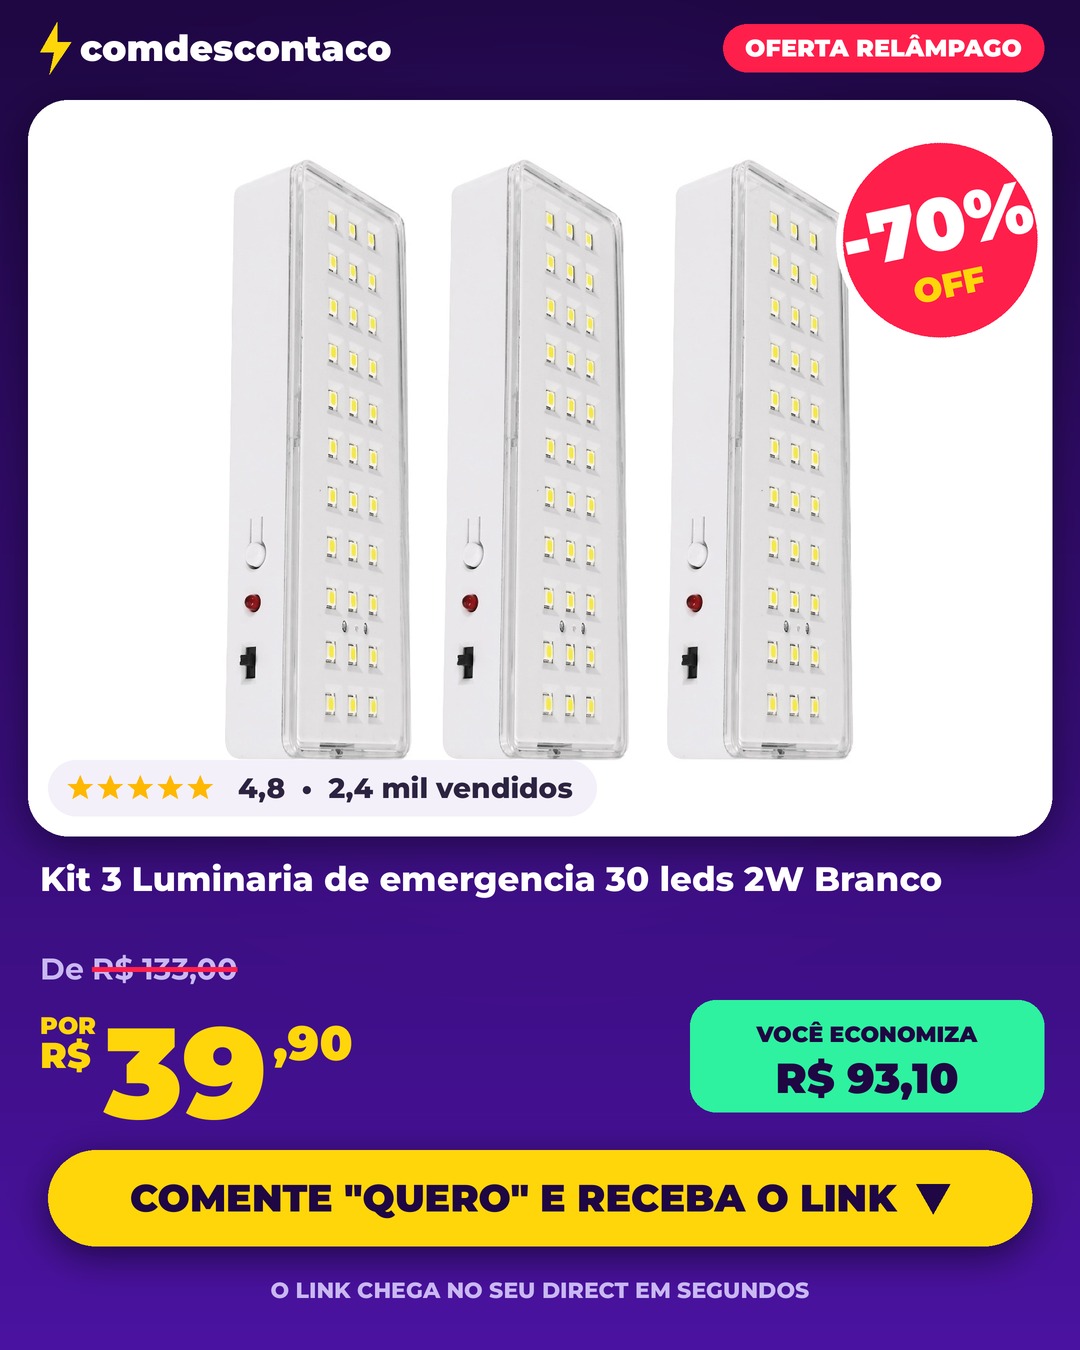 comdescontaco
OFERTA RELÂMPAGO
-70%
OFF
4,8 • 2,4 mil vendidos
Kit 3 Luminaria de emergencia 30 leds 2W Branco
De R$ 133,00
POR
R$ 39,90
VOCÊ ECONOMIZA
R$ 93,10
COMENTE "QUERO" E RECEBA O LINK ▼
O LINK CHEGA NO SEU DIRECT EM SEGUNDOS